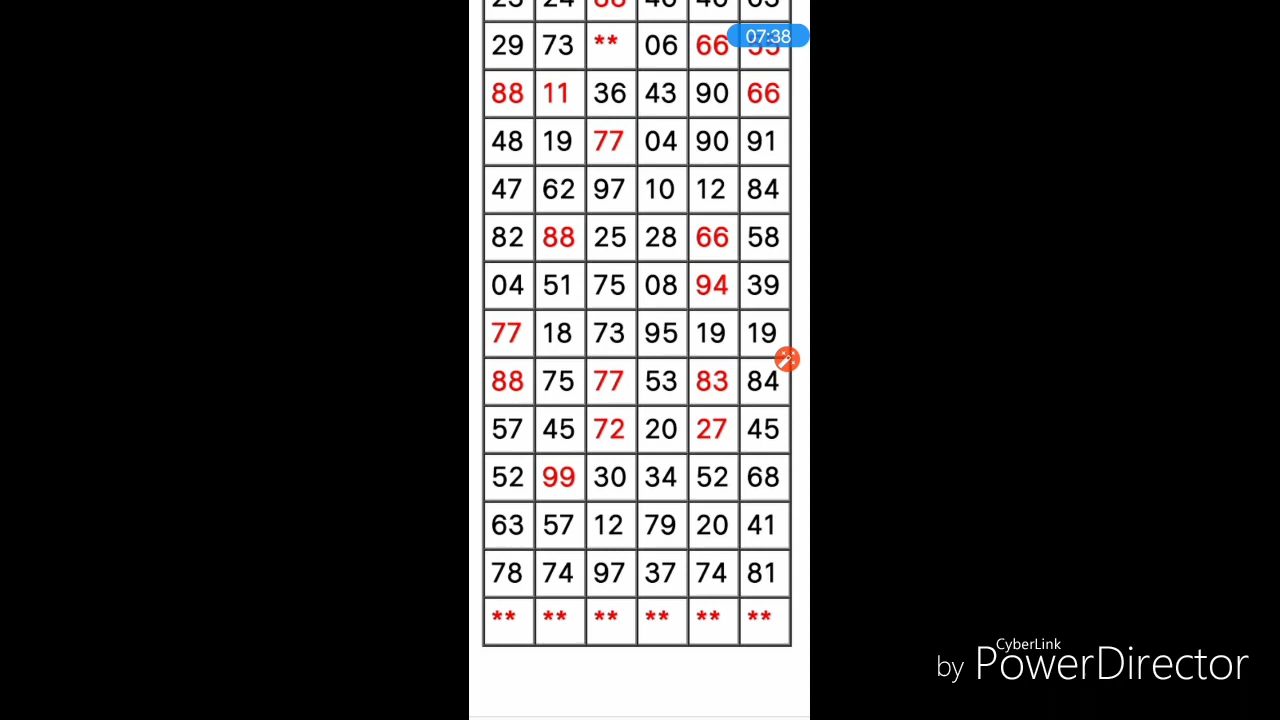 07:38
29 73 ** 06 66
88 11 36 43 90 66
48 19 77 04 90 91
47 62 97 10 12 84
82 88 25 28 66 58
04 51 75 08 94 39
77 18 73 95 19 19
88 75 77 53 83 84
57 45 72 20 27 45
52 99 30 34 52 68
63 57 12 79 20 41
78 74 97 37 74 81
** ** ** ** ** **
CyberLink
by PowerDirector